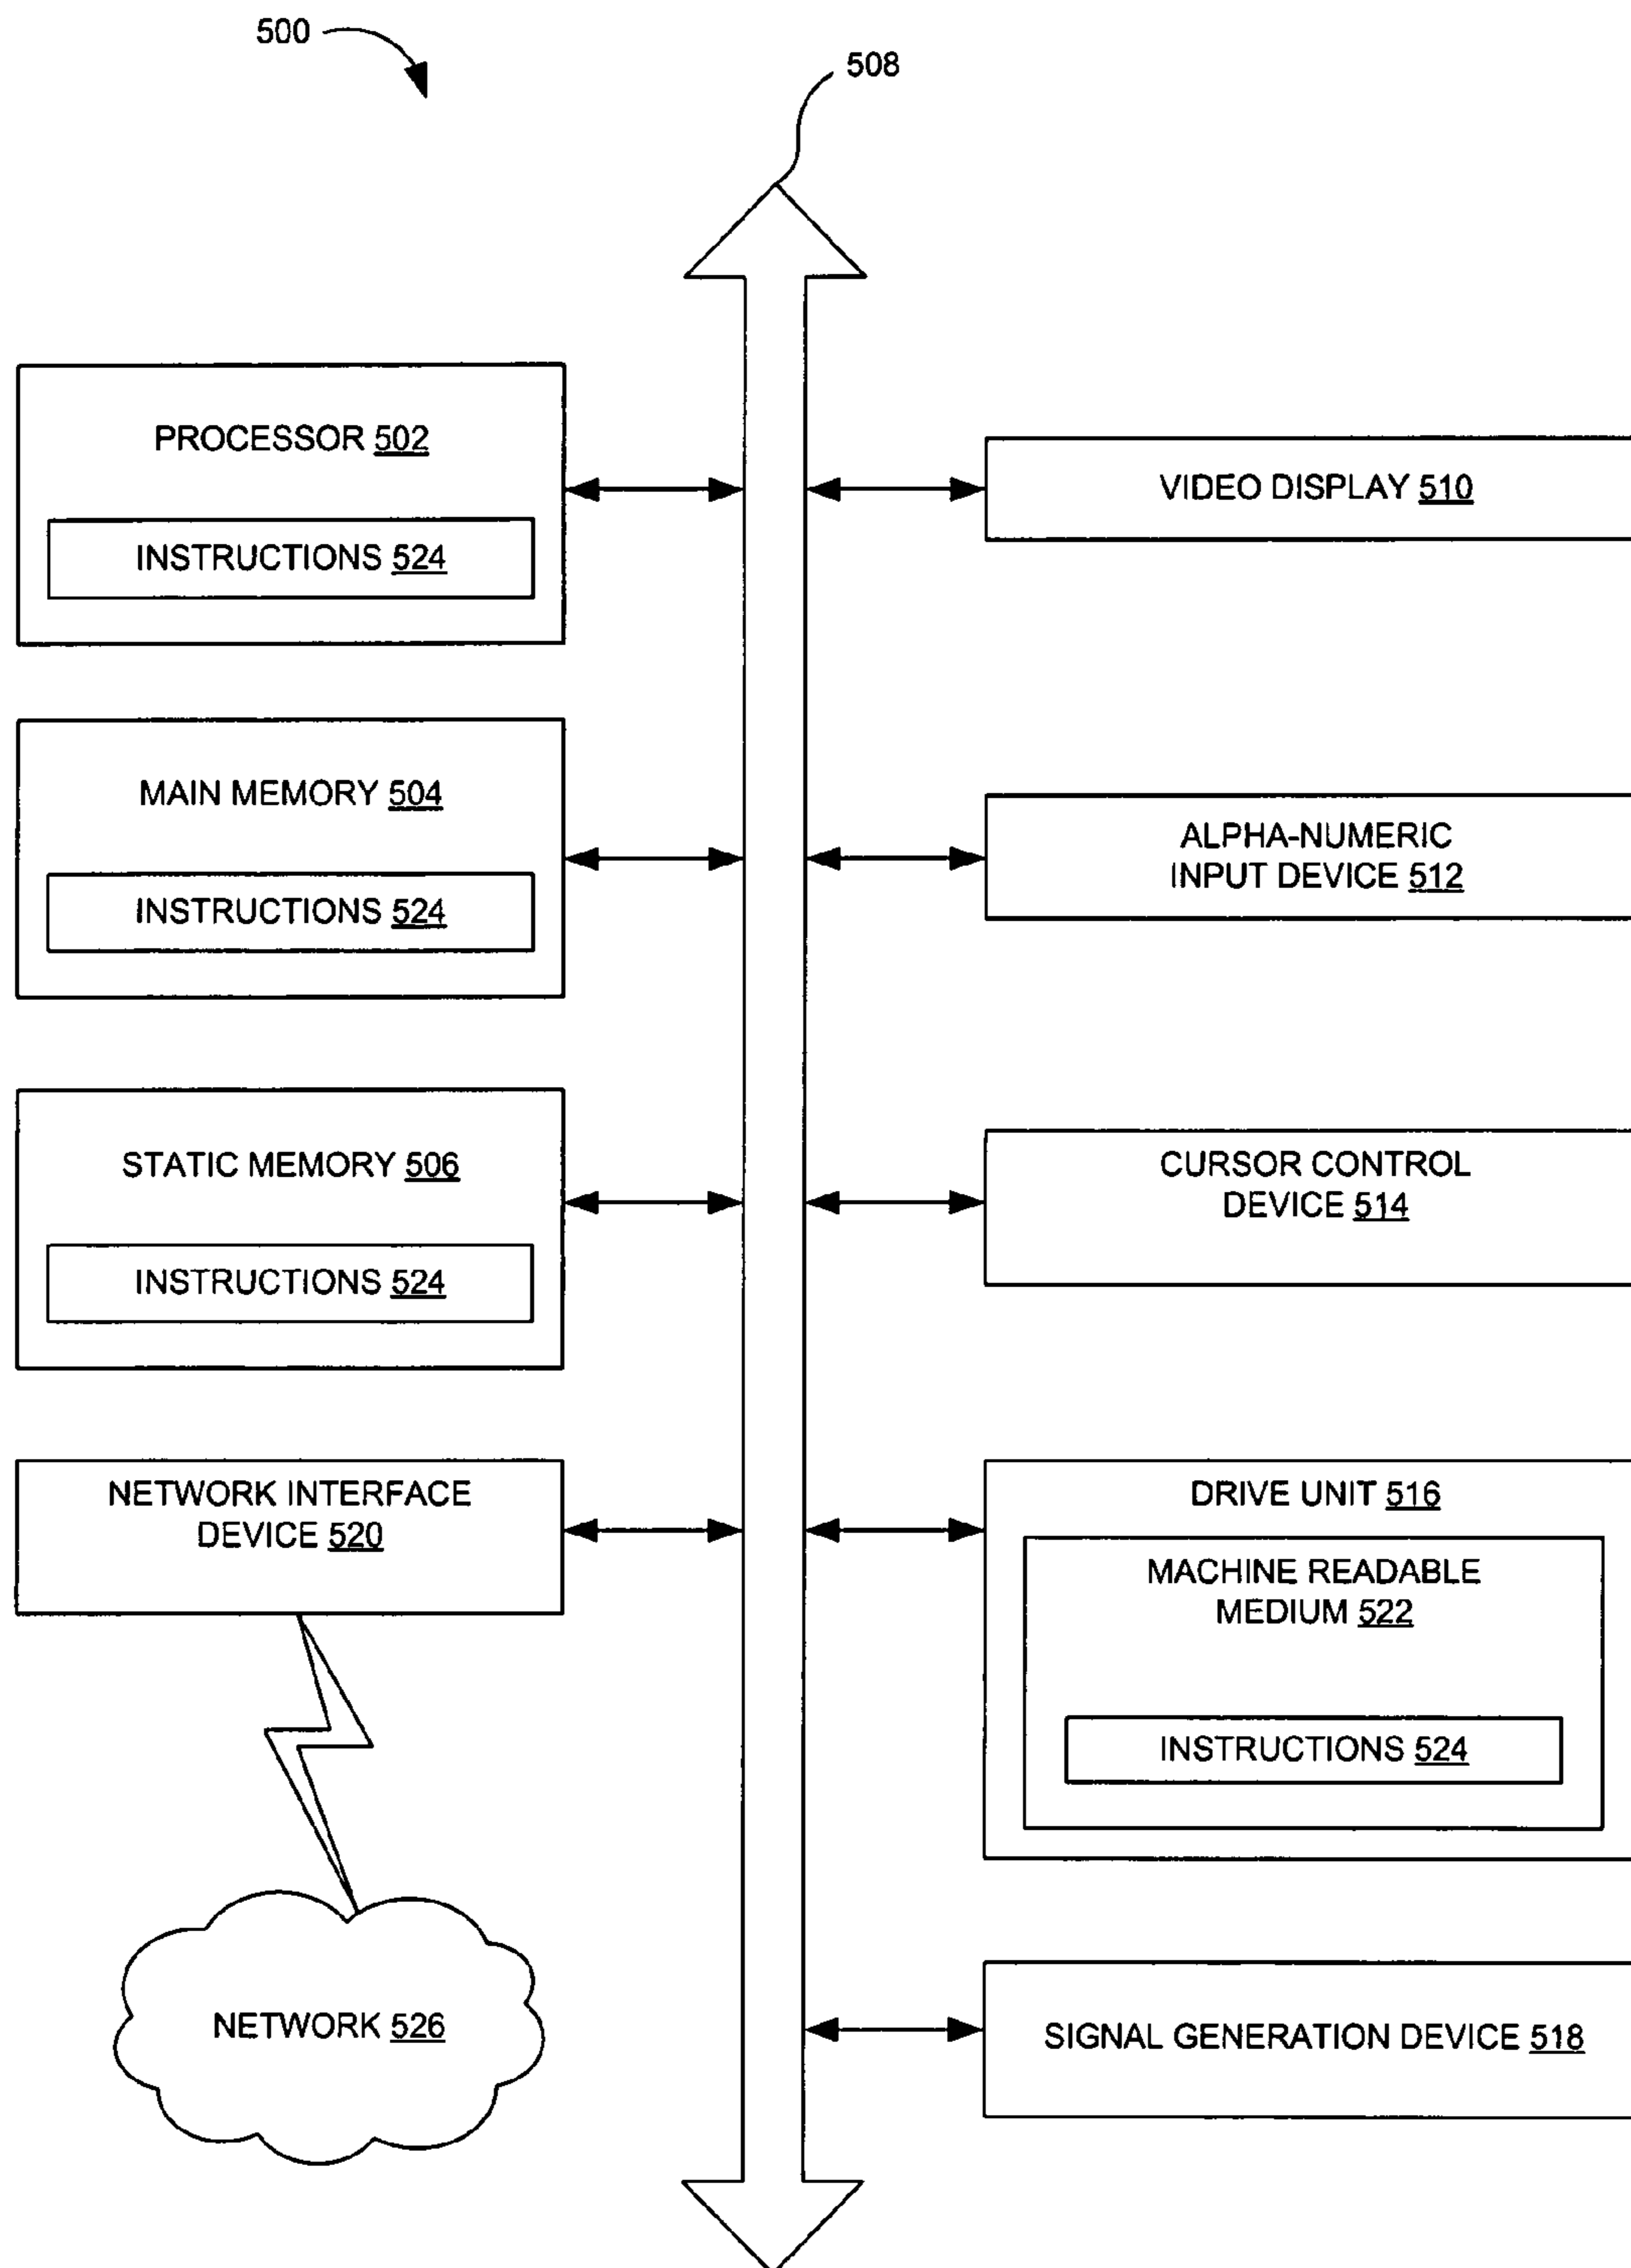 500
508
PROCESSOR 502
INSTRUCTIONS 524
VIDEO DISPLAY 510
MAIN MEMORY 504
INSTRUCTIONS 524
ALPHA-NUMERIC
INPUT DEVICE 512
STATIC MEMORY 506
INSTRUCTIONS 524
CURSOR CONTROL
DEVICE 514
NETWORK INTERFACE
DEVICE 520
DRIVE UNIT 516
MACHINE READABLE
MEDIUM 522
INSTRUCTIONS 524
NETWORK 526
SIGNAL GENERATION DEVICE 518